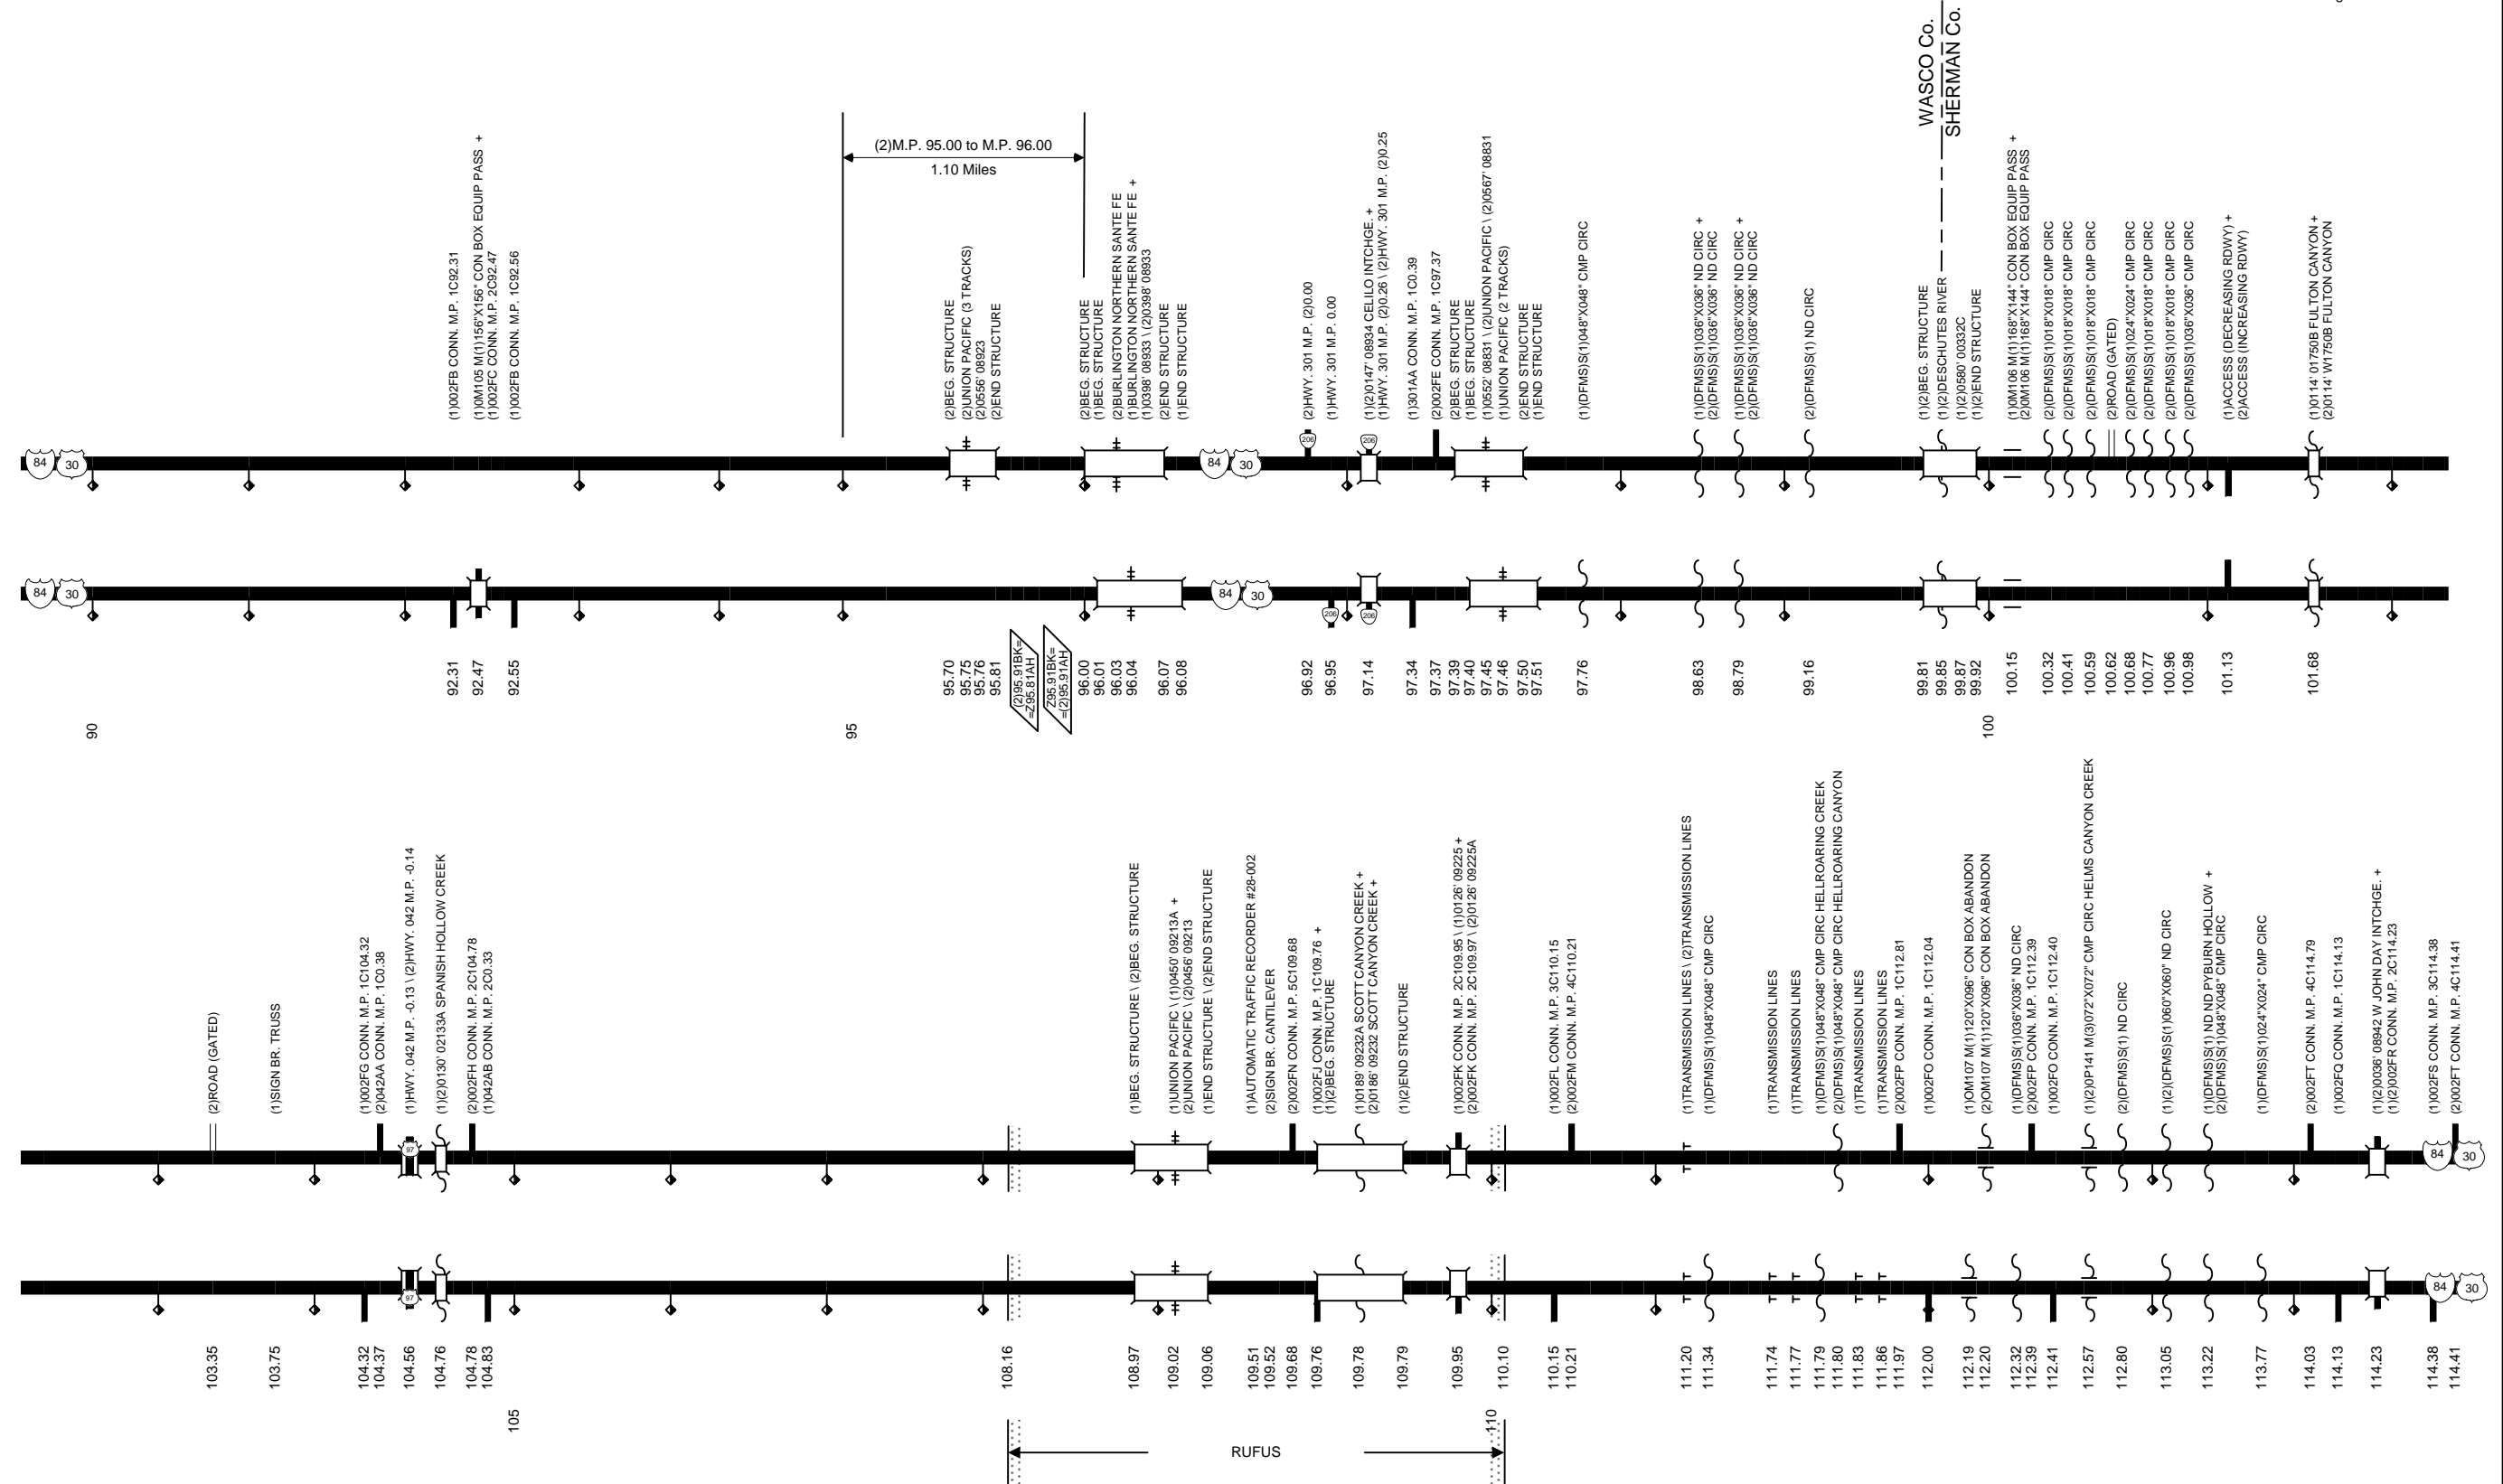 WASCO Co.
SHERMAN Co.
(2)M.P. 95.00 to M.P. 96.00
1.10 Miles
(1)002FB CONN. M.P. 1C92.31
(1)0M105 M(1)156"X156" CON BOX EQUIP PASS +
(1)002FC CONN. M.P. 2C92.47
(1)002FB CONN. M.P. 1C92.56
(2)BEG. STRUCTURE
(2)UNION PACIFIC (3 TRACKS)
(2)0556' 08923
(2)END STRUCTURE
(2)BEG. STRUCTURE
(1)BEG. STRUCTURE
(2)BURLINGTON NORTHERN SANTE FE
(1)BURLINGTON NORTHERN SANTE FE +
(1)0398' 08933 \ (2)0398' 08933
(2)END STRUCTURE
(1)END STRUCTURE
(2)HWY. 301 M.P. (2)0.00
(1)HWY. 301 M.P. 0.00
(1)(2)0147' 08934 CELILO INTCHGE. +
(1)HWY. 301 M.P. (2)0.26 \ (2)HWY. 301 M.P. (2)0.25
(1)301AA CONN. M.P. 1C0.39
(2)002FE CONN. M.P. 1C97.37
(2)BEG. STRUCTURE
(1)BEG. STRUCTURE
(1)0552' 08831 \ (2)UNION PACIFIC \ (2)0567' 08831
(1)UNION PACIFIC (2 TRACKS)
(2)END STRUCTURE
(1)END STRUCTURE
(1)(DFMS)S(1)048"X048" CMP CIRC
(1)(DFMS)S(1)036"X036" ND CIRC +
(2)(DFMS)S(1)036"X036" ND CIRC
(1)(DFMS)S(1)036"X036" ND CIRC +
(2)(DFMS)S(1)036"X036" ND CIRC
(2)(DFMS)S(1) ND CIRC
(1)(2)BEG. STRUCTURE
(1)(2)DESCHUTES RIVER
(1)(2)0580' 00332C
(1)(2)END STRUCTURE
(1)0M106 M(1)168"X144" CON BOX EQUIP PASS +
(2)0M106 M(1)168"X144" CON BOX EQUIP PASS
(2)(DFMS)S(1)018"X018" CMP CIRC
(2)(DFMS)S(1)018"X018" CMP CIRC
(2)(DFMS)S(1)018"X018" CMP CIRC
(2)ROAD (GATED)
(2)(DFMS)S(1)024"X024" CMP CIRC
(2)(DFMS)S(1)018"X018" CMP CIRC
(2)(DFMS)S(1)018"X018" CMP CIRC
(2)(DFMS)S(1)036"X036" CMP CIRC
(1)ACCESS (DECREASING RDWY) +
(2)ACCESS (INCREASING RDWY)
(1)0114' 01750B FULTON CANYON +
(2)0114' W1750B FULTON CANYON
84 30 84 30 206 206
84 30 84 30 206 206
92.31
92.47
92.55
95.70
95.75
95.76
95.81
(2)95.91BK=
=Z95.81AH
Z95.91BK=
=(2)95.91AH
96.00
96.01
96.03
96.04
96.07
96.08
96.92
96.95
97.14
97.34
97.37
97.39
97.40
97.45
97.46
97.50
97.51
97.76
98.63
98.79
99.16
99.81
99.85
99.87
99.92
100.15
100.32
100.41
100.59
100.62
100.68
100.77
100.96
100.98
101.13
101.68
90
95
100
(2)ROAD (GATED)
(1)SIGN BR. TRUSS
(1)002FG CONN. M.P. 1C104.32
(2)042AA CONN. M.P. 1C0.38
(1)HWY. 042 M.P. -0.13 \ (2)HWY. 042 M.P. -0.14
(1)(2)0130' 02133A SPANISH HOLLOW CREEK
(2)002FH CONN. M.P. 2C104.78
(1)042AB CONN. M.P. 2C0.33
(1)BEG. STRUCTURE \ (2)BEG. STRUCTURE
(1)UNION PACIFIC \ (1)0450' 09213A +
(2)UNION PACIFIC \ (2)0456' 09213
(1)END STRUCTURE \ (2)END STRUCTURE
(1)AUTOMATIC TRAFFIC RECORDER #28-002
(2)SIGN BR. CANTILEVER
(2)002FN CONN. M.P. 5C109.68
(1)002FJ CONN. M.P. 1C109.76 +
(1)(2)BEG. STRUCTURE
(1)0189' 09232A SCOTT CANYON CREEK +
(2)0186' 09232 SCOTT CANYON CREEK +
(1)(2)END STRUCTURE
(1)002FK CONN. M.P. 2C109.95 \ (1)0126' 09225 +
(2)002FK CONN. M.P. 2C109.97 \ (2)0126' 09225A
(1)002FL CONN. M.P. 3C110.15
(2)002FM CONN. M.P. 4C110.21
(1)TRANSMISSION LINES \ (2)TRANSMISSION LINES
(1)(DFMS)S(1)048"X048" CMP CIRC
(1)TRANSMISSION LINES
(1)TRANSMISSION LINES
(1)(DFMS)S(1)048"X048" CMP CIRC HELLROARING CREEK
(2)(DFMS)S(1)048"X048" CMP CIRC HELLROARING CANYON
(1)TRANSMISSION LINES
(1)TRANSMISSION LINES
(2)002FP CONN. M.P. 1C112.81
(1)002FO CONN. M.P. 1C112.04
(1)OM107 M(1)120"X096" CON BOX ABANDON
(2)OM107 M(1)120"X096" CON BOX ABANDON
(1)(DFMS)S(1)036"X036" ND CIRC
(2)002FP CONN. M.P. 1C112.39
(1)002FO CONN. M.P. 1C112.40
(1)(2)0P141 M(3)072"X072" CMP CIRC HELMS CANYON CREEK
(2)(DFMS)S(1) ND CIRC
(1)(2)(DFMS)S(1)060"X060" ND CIRC
(1)(DFMS)S(1) ND ND PYBURN HOLLOW +
(2)(DFMS)S(1)048"X048" CMP CIRC
(1)(DFMS)S(1)024"X024" CMP CIRC
(2)002FT CONN. M.P. 4C114.79
(1)002FQ CONN. M.P. 1C114.13
(1)(2)0036' 08942 W JOHN DAY INTCHGE. +
(1)(2)002FR CONN. M.P. 2C114.23
(1)002FS CONN. M.P. 3C114.38
(2)002FT CONN. M.P. 4C114.41
97 84 30
97 84 30
103.35
103.75
104.32
104.37
104.56
104.76
104.78
104.83
108.16
108.97
109.02
109.06
109.51
109.52
109.68
109.76
109.78
109.79
109.95
110.10
110.15
110.21
111.20
111.34
111.74
111.77
111.79
111.80
111.83
111.86
111.97
112.00
112.19
112.20
112.32
112.39
112.41
112.57
112.80
113.05
113.22
113.77
114.03
114.13
114.23
114.38
114.41
105
110
RUFUS